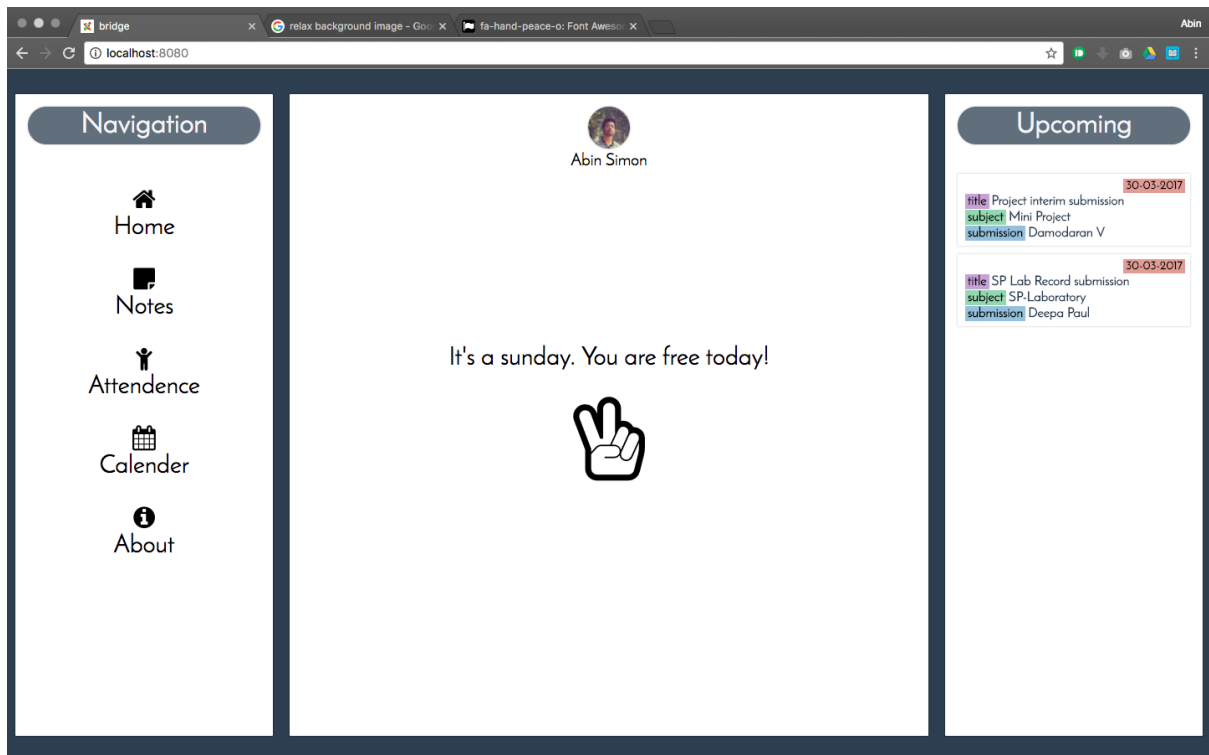 bridge
relax background image - Goo
fa-hand-peace-o: Font Aweso
Abin
localhost:8080
Navigation
Home
Notes
Attendence
Calender
About
Abin Simon
It's a sunday. You are free today!
Upcoming
30-03-2017
title Project interim submission
subject Mini Project
submission Damodaran V
30-03-2017
title SP Lab Record submission
subject SP-Laboratory
submission Deepa Paul